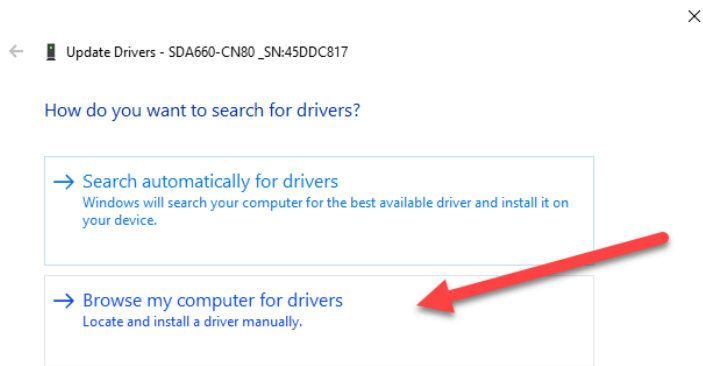 Update Drivers - SDA660-CN80 _SN:45DDC817
How do you want to search for drivers?
Search automatically for drivers
Windows will search your computer for the best available driver and install it on
your device.
Browse my computer for drivers
Locate and install a driver manually.